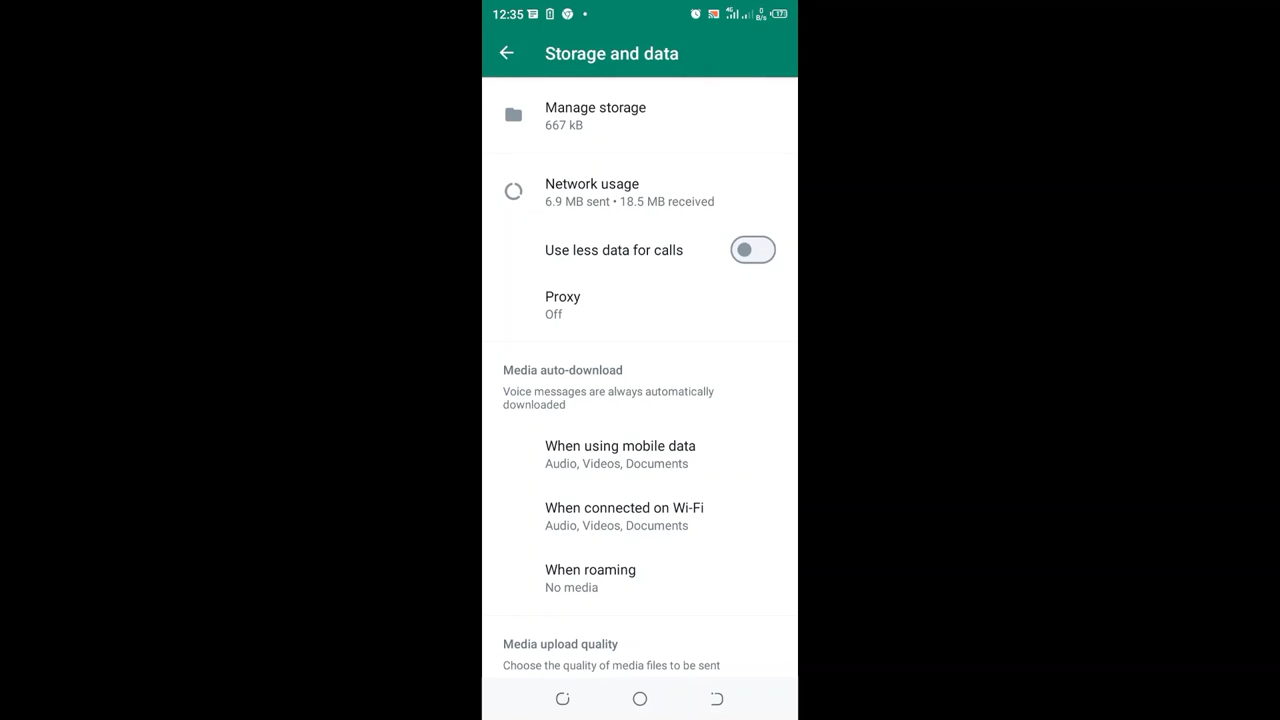 12:35 4G 0 B/s 17
Storage and data
Manage storage
667 kB
Network usage
6.9 MB sent • 18.5 MB received
Use less data for calls
Proxy
Off
Media auto-download
Voice messages are always automatically
downloaded
When using mobile data
Audio, Videos, Documents
When connected on Wi-Fi
Audio, Videos, Documents
When roaming
No media
Media upload quality
Choose the quality of media files to be sent